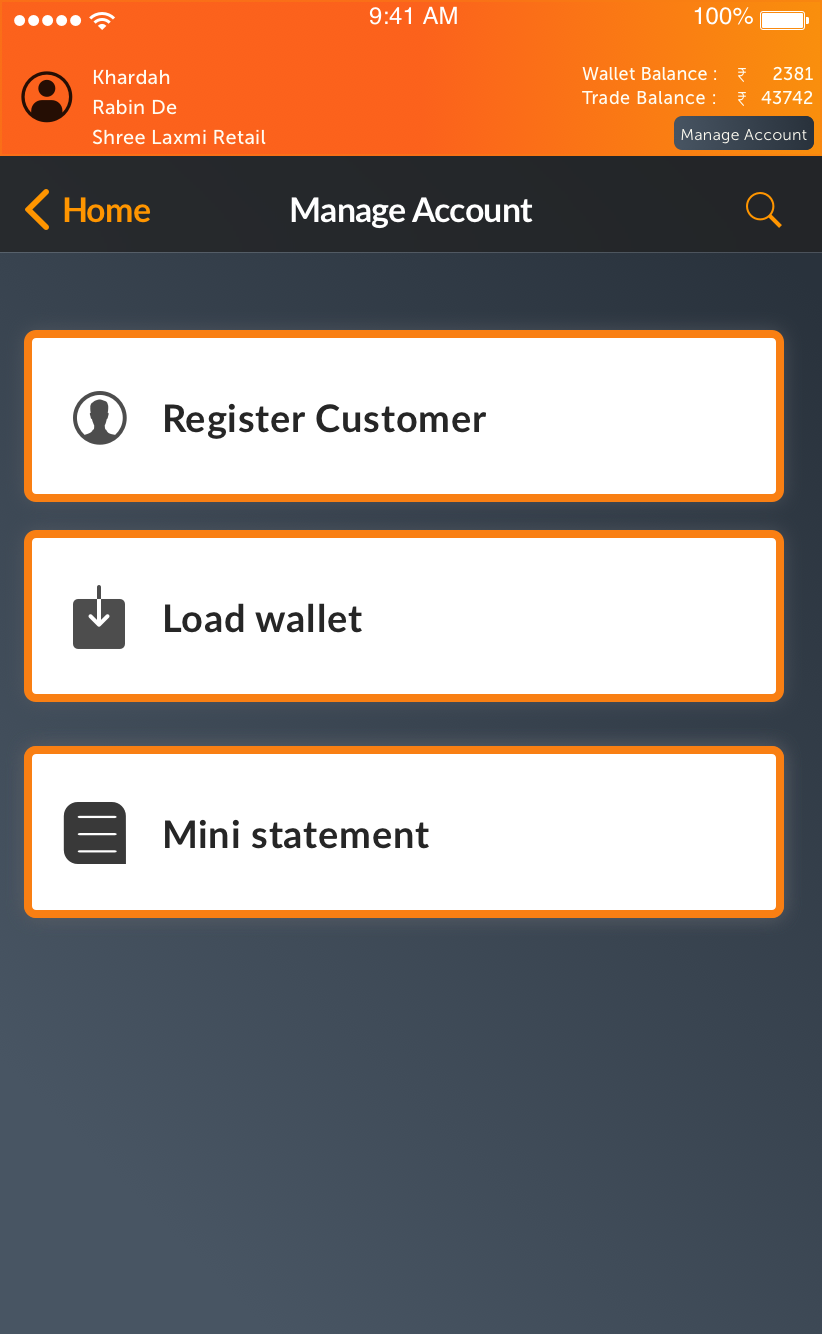 9:41 AM
100%
Khardah
Rabin De
Shree Laxmi Retail
Wallet Balance : ₹ 2381
Trade Balance : ₹ 43742
Manage Account
Home
Manage Account
Register Customer
Load wallet
Mini statement